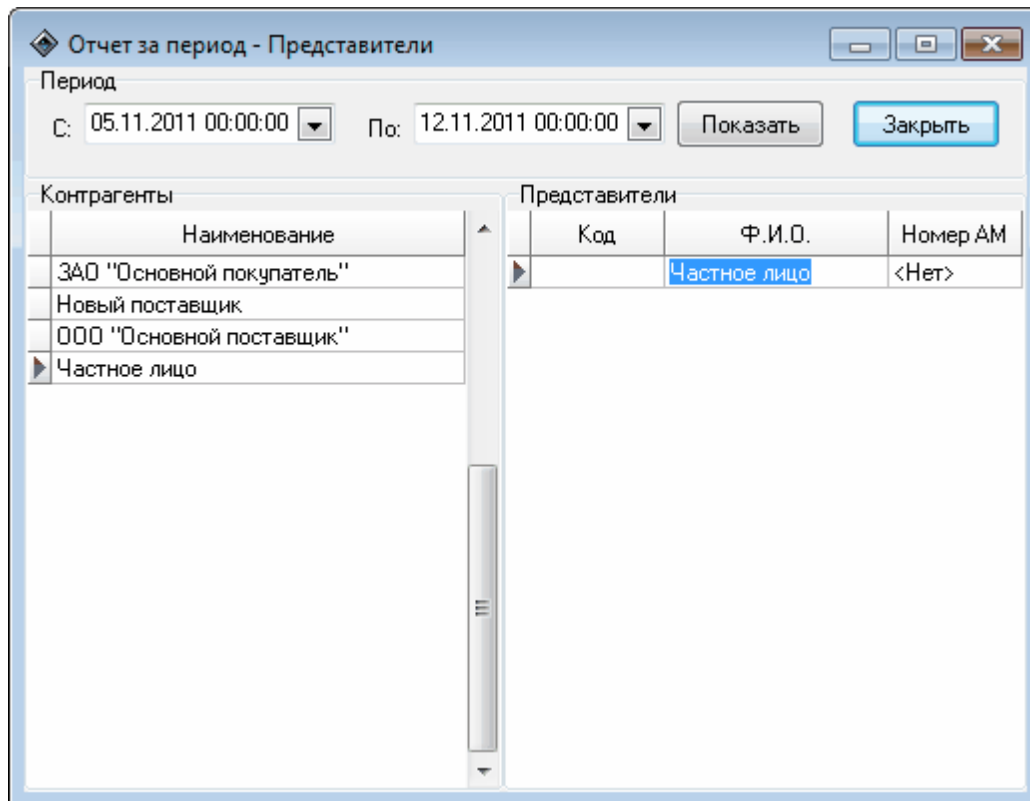 Отчет за период - Представители
Период
С: 05.11.2011 00:00:00 По: 12.11.2011 00:00:00 Показать Закрыть
Контрагенты
Наименование
ЗАО "Основной покупатель"
Новый поставщик
ООО "Основной поставщик"
Частное лицо
Представители
Код Ф.И.О. Номер АМ
Частное лицо <Нет>